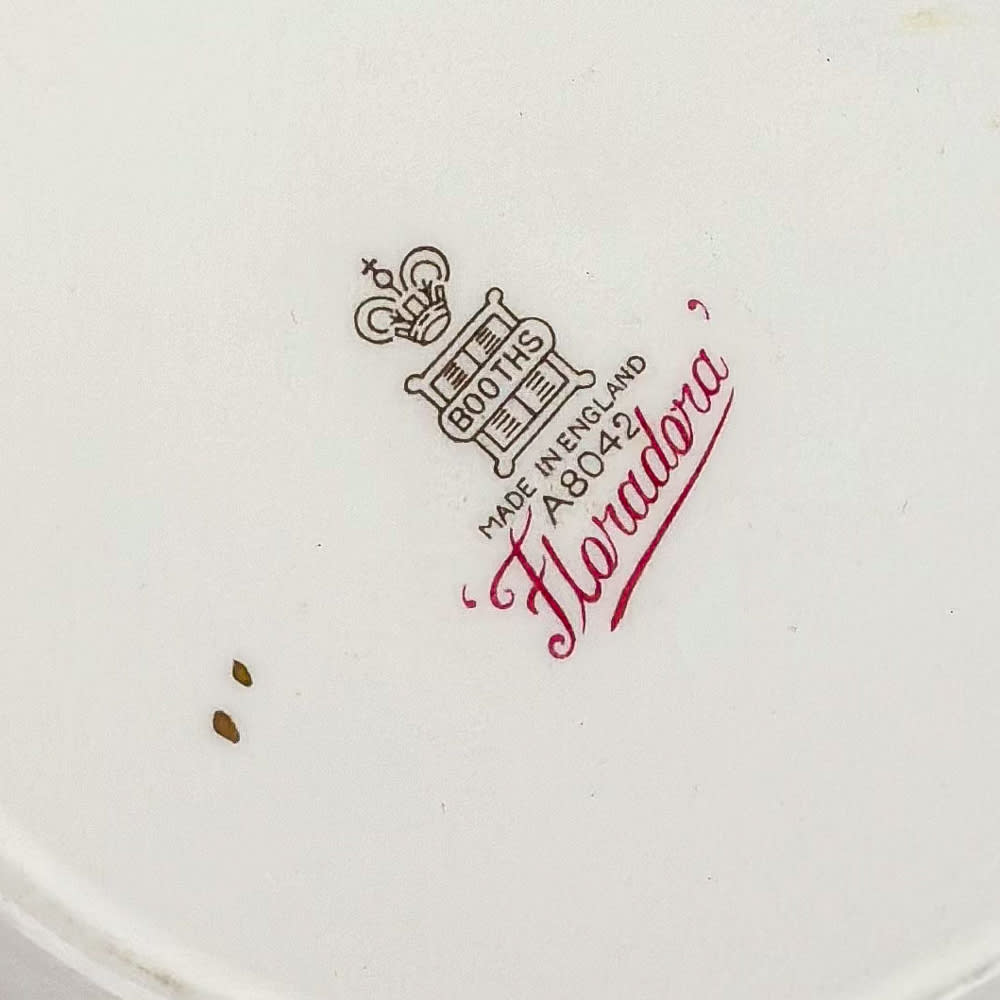 BOOTHS
MADE IN ENGLAND
A8042
‘Floradora’